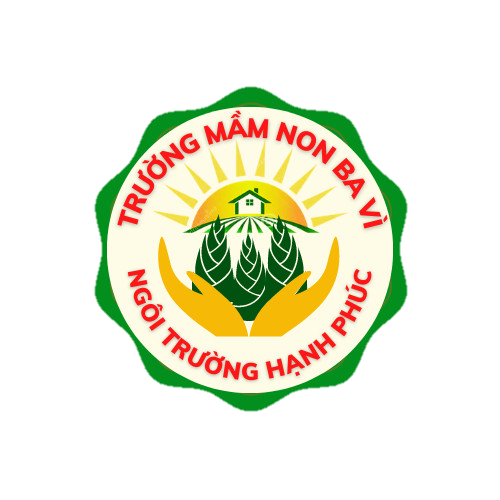 TRƯỜNG MẦM NON BA VÌ
NGÔI TRƯỜNG HẠNH PHÚC